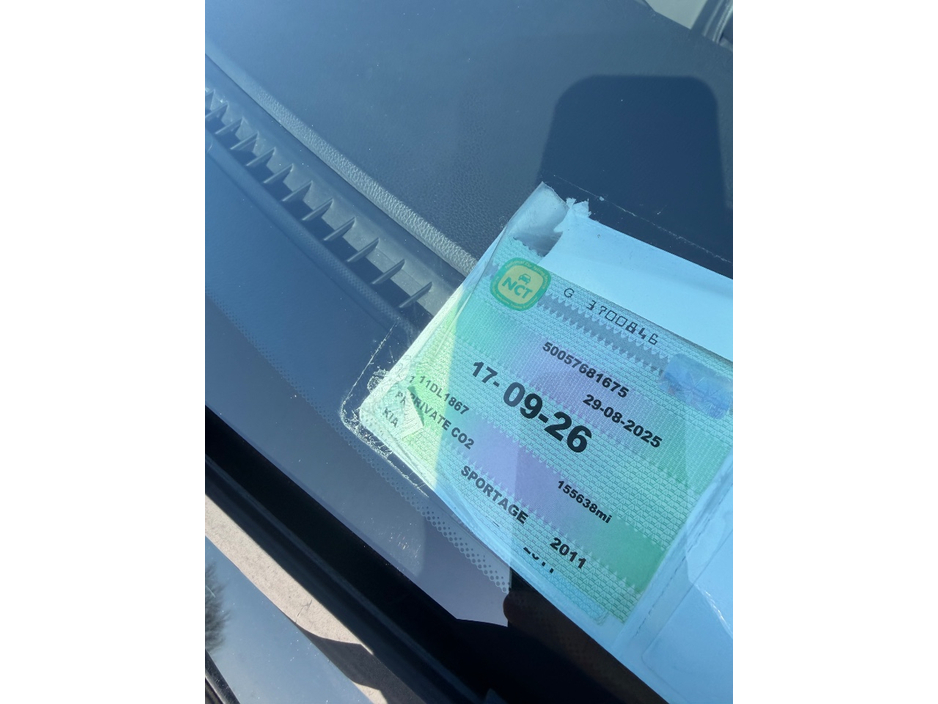 NCT
G 3700846
50057681675
17-09-26
29-08-2025
11DL1867
PRIVATE CO2
KIA
155638mi
SPORTAGE
2011